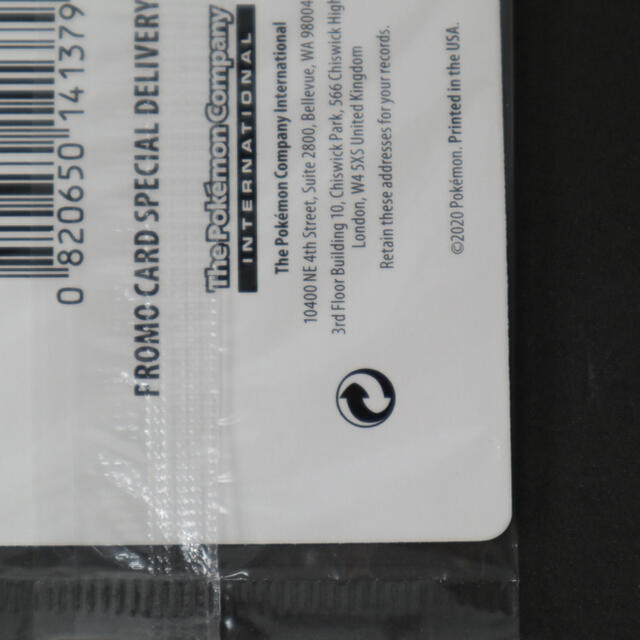 0 820650 141379
PROMO CARD SPECIAL DELIVERY
The Pokémon Company
INTERNATIONAL
The Pokémon Company International
10400 NE 4th Street, Suite 2800, Bellevue, WA 98004
3rd Floor Building 10, Chiswick Park, 566 Chiswick High
London, W4 5XS United Kingdom
Retain these addresses for your records.
©2020 Pokémon. Printed in the USA.